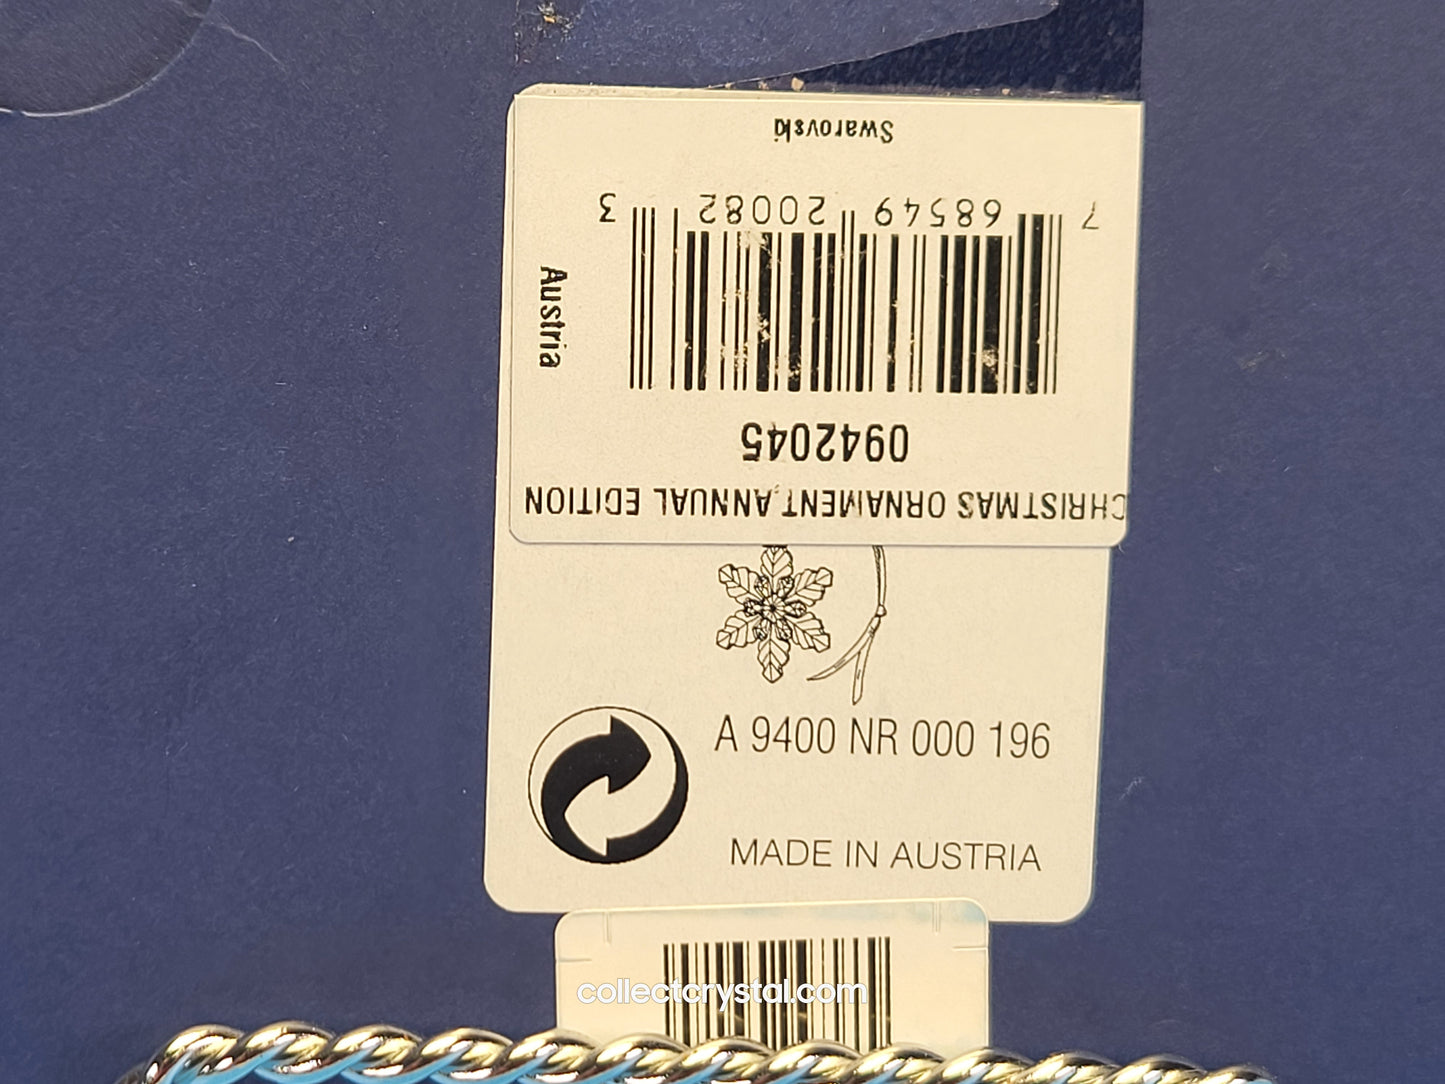 Swarovski
7 68549 20082 3
Austria
0942045
CHRISTMAS ORNAMENT,ANNUAL EDITION
A 9400 NR 000 196
MADE IN AUSTRIA
collectcrystal.com